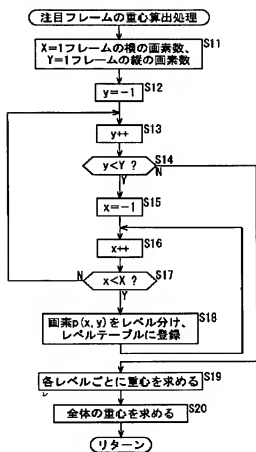 注目フレームの重心算出処理
S11
X=1フレームの横の画素数、
Y=1フレームの縦の画素数
S12
y=-1
S13
y++
S14
y<Y ?
N
Y
S15
x=-1
S16
x++
S17
N
x<X ?
Y
S18
画素p(x,y)をレベル分け、
レベルテーブルに登録
S19
各レベルごとに重心を求める
S20
全体の重心を求める
リターン